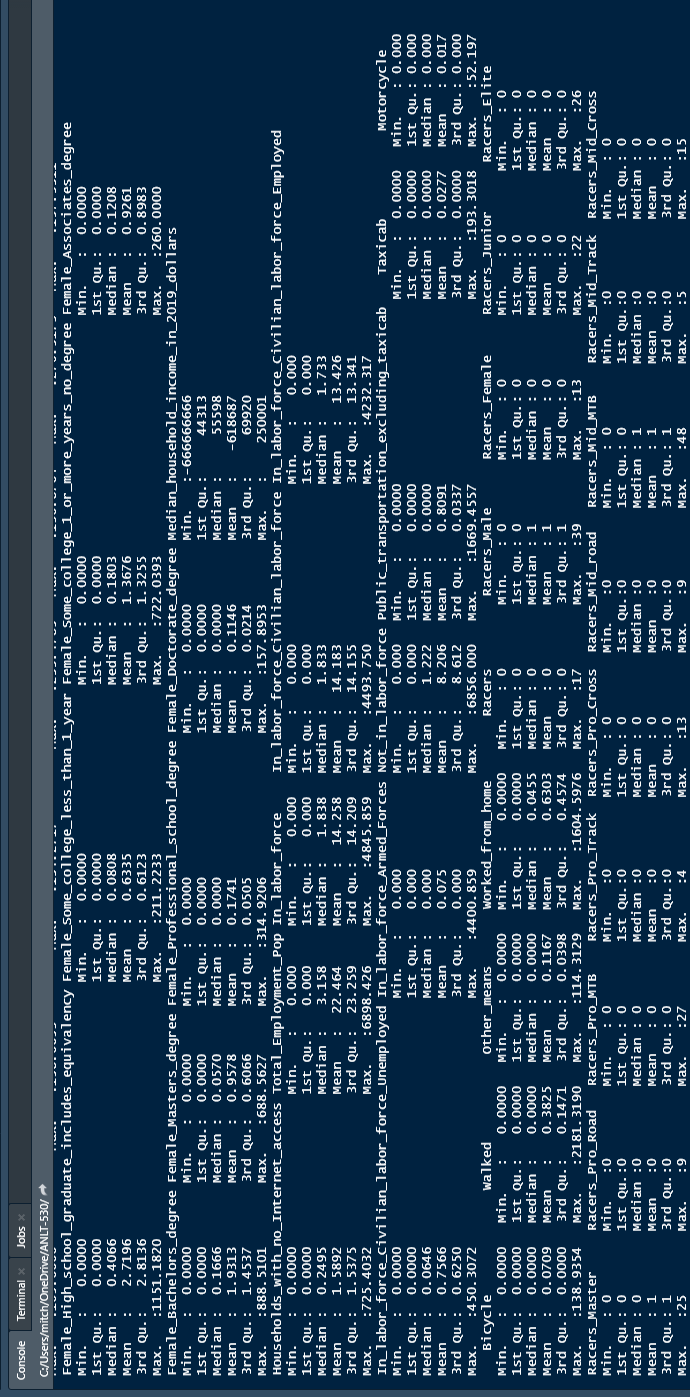 Console Terminal × Jobs ×
C:/Users/mitch/OneDrive/ANLT-530/
Female_High_school_graduate_includes_equivalency Female_Some_college_less_than_1_year Female_Some_college_1_or_more_years_no_degree Female_Associates_degree
Min. : 0.0000 Min. : 0.0000 Min. : 0.0000 Min. : 0.0000
1st Qu.: 0.0000 1st Qu.: 0.0000 1st Qu.: 0.0000 1st Qu.: 0.0000
Median : 0.4066 Median : 0.0808 Median : 0.1803 Median : 0.1208
Mean : 2.7196 Mean : 0.6335 Mean : 1.3676 Mean : 0.9261
3rd Qu.: 2.8136 3rd Qu.: 0.6123 3rd Qu.: 1.3255 3rd Qu.: 0.8983
Max. :1151.1820 Max. :211.2233 Max. :722.0393 Max. :260.0000
Female_Bachelors_degree Female_Masters_degree Female_Professional_school_degree Female_Doctorate_degree Median_household_income_in_2019_dollars
Min. : 0.0000 Min. : 0.0000 Min. : 0.0000 Min. : 0.0000 Min. :-666666666
1st Qu.: 0.0000 1st Qu.: 0.0000 1st Qu.: 0.0000 1st Qu.: 0.0000 1st Qu.: 44313
Median : 0.1666 Median : 0.0570 Median : 0.0000 Median : 0.0000 Median : 55598
Mean : 1.9313 Mean : 0.9578 Mean : 0.1741 Mean : 0.1146 Mean : -618687
3rd Qu.: 1.4537 3rd Qu.: 0.6066 3rd Qu.: 0.0505 3rd Qu.: 0.0214 3rd Qu.: 69920
Max. :888.5101 Max. :688.5627 Max. :314.9206 Max. :157.8953 Max. : 250001
Households_with_no_Internet_access Total_Employment_Pop In_labor_force In_labor_force_civilian_labor_force In_labor_force_civilian_labor_force_Employed
Min. : 0.0000 Min. : 0.000 Min. : 0.000 Min. : 0.000 Min. : 0.000
1st Qu.: 0.0000 1st Qu.: 0.000 1st Qu.: 0.000 1st Qu.: 0.000 1st Qu.: 0.000
Median : 0.2495 Median : 3.158 Median : 1.838 Median : 1.833 Median : 1.733
Mean : 1.5892 Mean : 22.464 Mean : 14.258 Mean : 14.183 Mean : 13.426
3rd Qu.: 1.5375 3rd Qu.: 23.259 3rd Qu.: 14.209 3rd Qu.: 14.155 3rd Qu.: 13.341
Max. :725.4032 Max. :6898.426 Max. :4845.859 Max. :4493.750 Max. :4232.317
In_labor_force_civilian_labor_force_Unemployed In_labor_force_Armed_Forces Not_in_labor_force Public_transportation_excluding_taxicab Taxicab Motorcycle
Min. : 0.0000 Min. : 0.000 Min. : 0.000 Min. : 0.0000 Min. : 0.0000 Min. : 0.000
1st Qu.: 0.0000 1st Qu.: 0.000 1st Qu.: 0.000 1st Qu.: 0.0000 1st Qu.: 0.0000 1st Qu.: 0.000
Median : 0.0646 Median : 0.000 Median : 1.222 Median : 0.0000 Median : 0.0000 Median : 0.000
Mean : 0.7566 Mean : 0.075 Mean : 8.206 Mean : 0.8091 Mean : 0.0277 Mean : 0.017
3rd Qu.: 0.6250 3rd Qu.: 0.000 3rd Qu.: 8.612 3rd Qu.: 0.0337 3rd Qu.: 0.0000 3rd Qu.: 0.000
Max. :450.3072 Max. :4400.859 Max. :6856.000 Max. :1669.4557 Max. :193.3018 Max. :52.197
Bicycle Walked Other_means Worked_from_home Racers Racers_Male Racers_Female Racers_Junior Racers_Elite
Min. : 0.0000 Min. : 0.0000 Min. : 0.0000 Min. : 0.0000 Min. : 0 Min. : 0 Min. : 0 Min. : 0 Min. : 0
1st Qu.: 0.0000 1st Qu.: 0.0000 1st Qu.: 0.0000 1st Qu.: 0.0000 1st Qu.: 0 1st Qu.: 0 1st Qu.: 0 1st Qu.: 0 1st Qu.: 0
Median : 0.0000 Median : 0.0000 Median : 0.0000 Median : 0.0455 Median : 0 Median : 1 Median : 0 Median : 0 Median : 0
Mean : 0.0709 Mean : 0.3825 Mean : 0.1167 Mean : 0.6303 Mean : 0 Mean : 1 Mean : 0 Mean : 0 Mean : 0
3rd Qu.: 0.0000 3rd Qu.: 0.1471 3rd Qu.: 0.0398 3rd Qu.: 0.4574 3rd Qu.: 0 3rd Qu.: 1 3rd Qu.: 0 3rd Qu.: 0 3rd Qu.: 0
Max. :138.9354 Max. :2181.3190 Max. :114.3129 Max. :1604.5976 Max. :17 Max. :39 Max. :13 Max. :22 Max. :26
Racers_Master Racers_Pro_Road Racers_Pro_MTB Racers_Pro_Track Racers_Pro_Cross Racers_Mid_road Racers_Mid_MTB Racers_Mid_Track Racers_Mid_Cross
Min. : 0 Min. :0 Min. : 0 Min. :0 Min. : 0 Min. :0 Min. : 0 Min. :0 Min. : 0
1st Qu.: 0 1st Qu.:0 1st Qu.: 0 1st Qu.:0 1st Qu.: 0 1st Qu.:0 1st Qu.: 0 1st Qu.:0 1st Qu.: 0
Median : 0 Median :0 Median : 0 Median :0 Median : 0 Median :0 Median : 1 Median :0 Median : 0
Mean : 1 Mean :0 Mean : 0 Mean :0 Mean : 0 Mean :0 Mean : 1 Mean :0 Mean : 0
3rd Qu.: 1 3rd Qu.:0 3rd Qu.: 0 3rd Qu.:0 3rd Qu.: 0 3rd Qu.:0 3rd Qu.: 1 3rd Qu.:0 3rd Qu.: 0
Max. :25 Max. :9 Max. :27 Max. :4 Max. :13 Max. :9 Max. :48 Max. :5 Max. :15